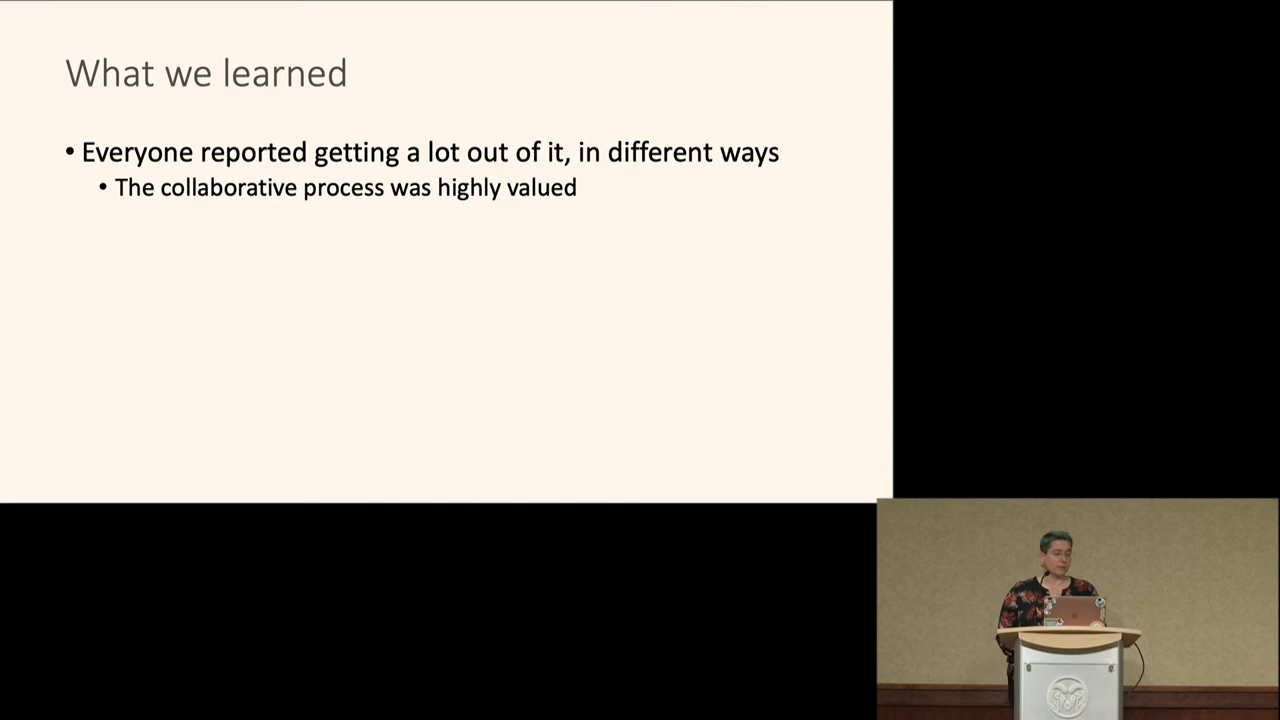 What we learned
• Everyone reported getting a lot out of it, in different ways
• The collaborative process was highly valued